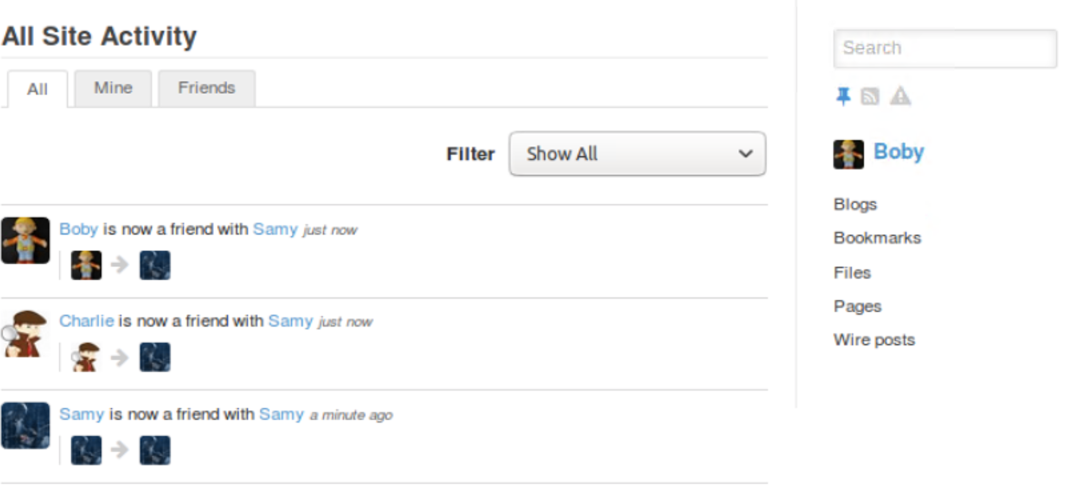 All Site Activity
All Mine Friends
Filter Show All
Boby is now a friend with Samy just now
Charlie is now a friend with Samy just now
Samy is now a friend with Samy a minute ago
Search
Boby
Blogs
Bookmarks
Files
Pages
Wire posts